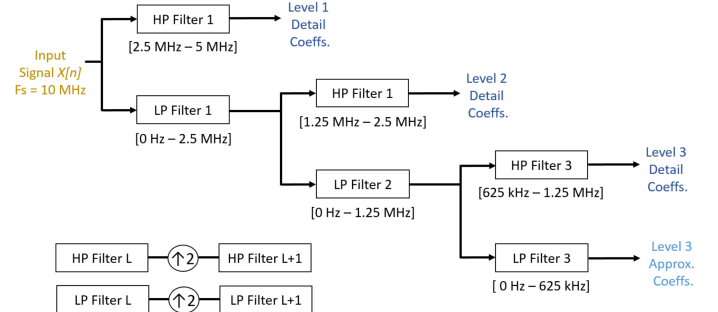 HP Filter 1
[2.5 MHz – 5 MHz]
Level 1
Detail
Coeffs.
Input
Signal X[n]
Fs = 10 MHz
LP Filter 1
[0 Hz – 2.5 MHz]
HP Filter 1
[1.25 MHz – 2.5 MHz]
Level 2
Detail
Coeffs.
LP Filter 2
[0 Hz – 1.25 MHz]
HP Filter 3
[625 kHz – 1.25 MHz]
Level 3
Detail
Coeffs.
LP Filter 3
[ 0 Hz – 625 kHz]
Level 3
Approx.
Coeffs.
HP Filter L ↑2 HP Filter L+1
LP Filter L ↑2 LP Filter L+1